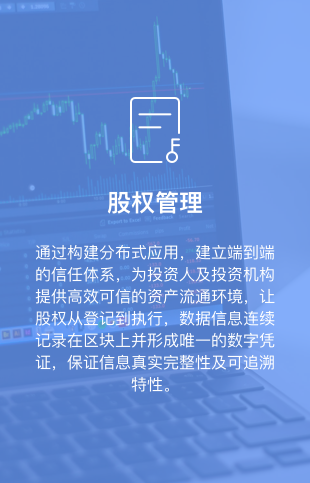 股权管理
通过构建分布式应用，建立端到端
的信任体系，为投资人及投资机构
提供高效可信的资产流通环境，让
股权从登记到执行，数据信息连续
记录在区块上并形成唯一的数字凭
证，保证信息真实完整性及可追溯
特性。